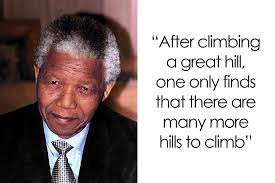 “After climbing
a great hill,
one only finds
that there are
many more
hills to climb”